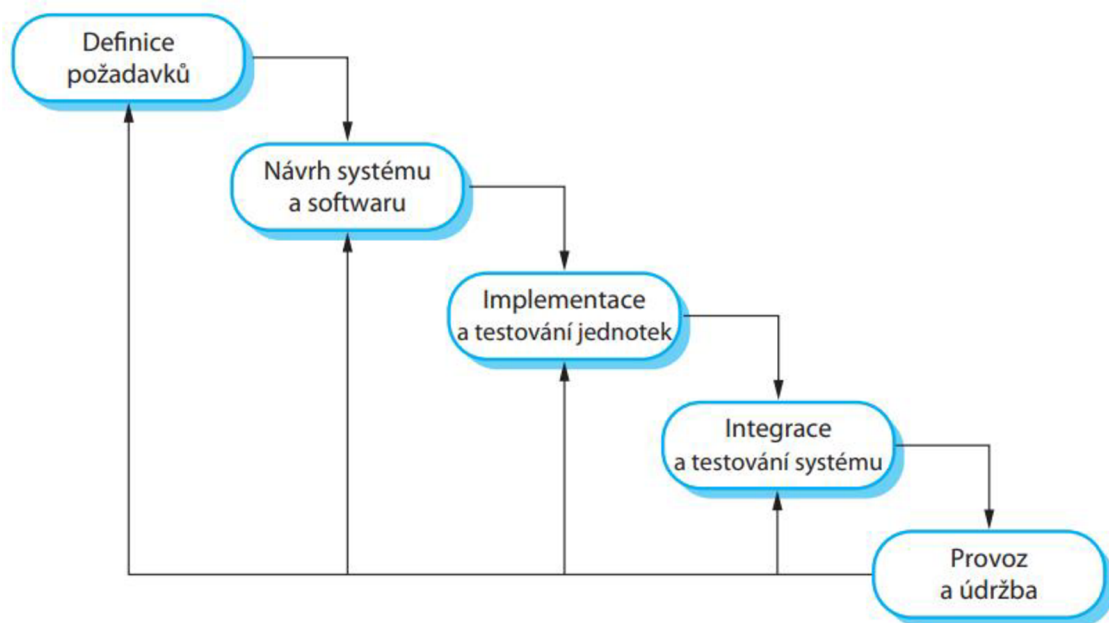 Definice
požadavků
Návrh systému
a softwaru
Implementace
a testování jednotek
Integrace
a testování systému
Provoz
a údržba